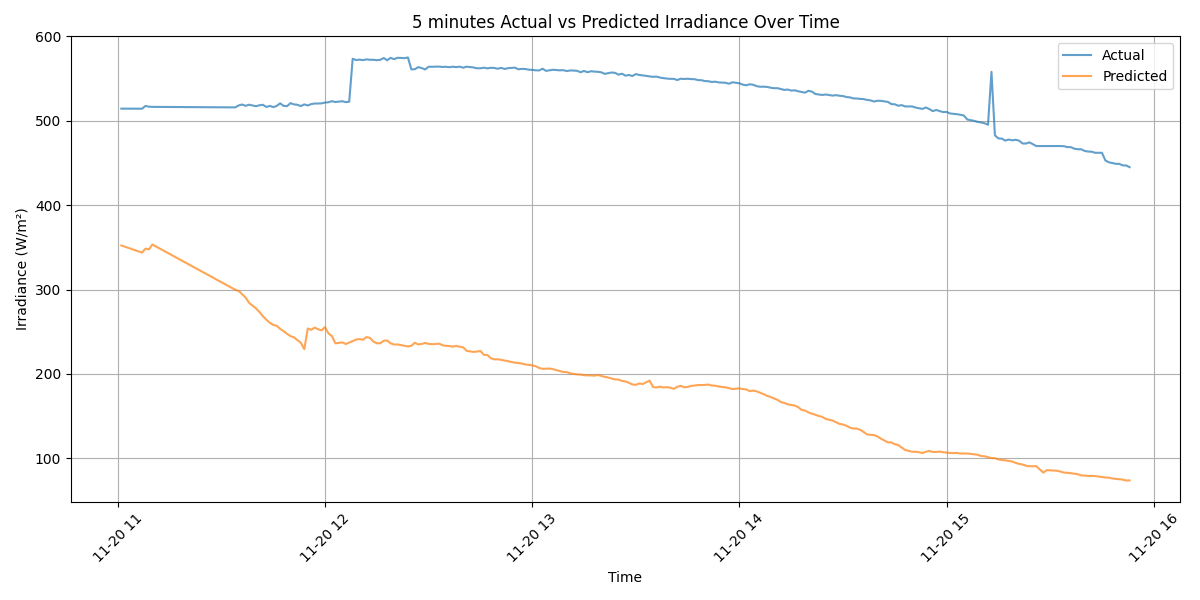 5 minutes Actual vs Predicted Irradiance Over Time
Actual
Predicted
Irradiance (W/m²)
600
500
400
300
200
100
11-20 11
11-20 12
11-20 13
11-20 14
11-20 15
11-20 16
Time